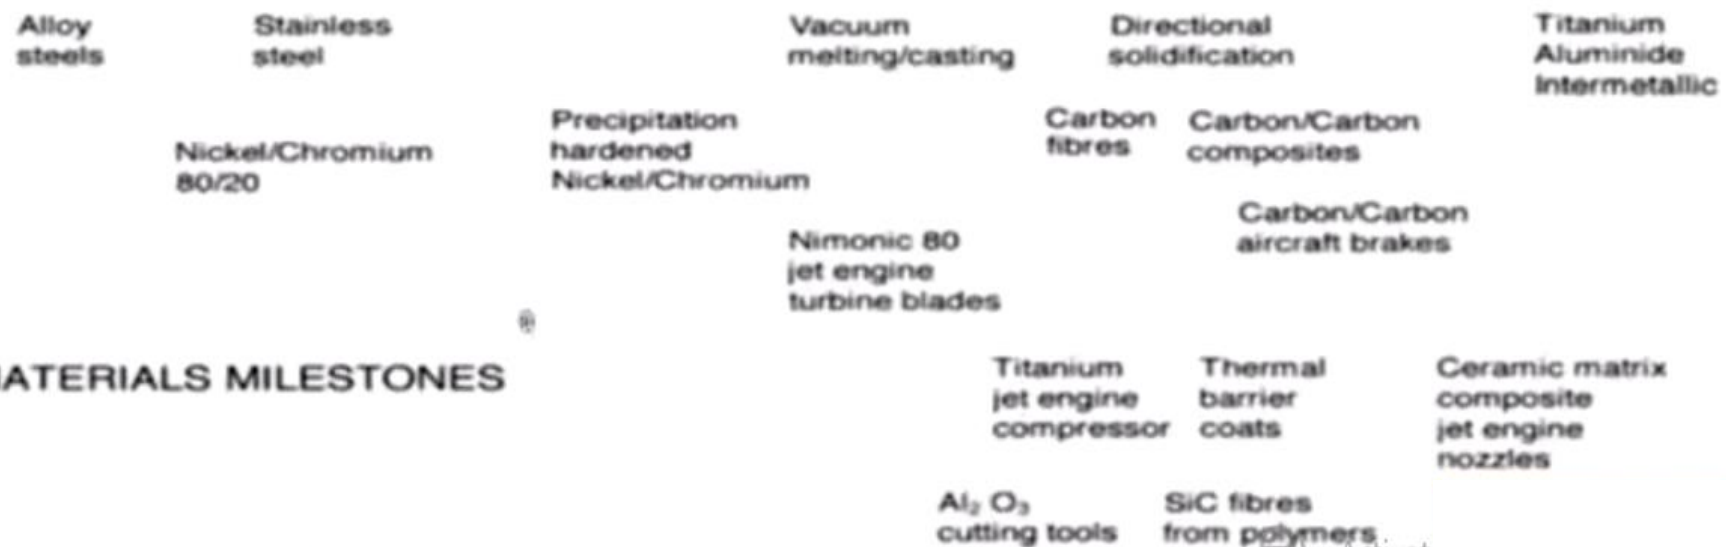 Alloy
steels
Stainless
steel
Vacuum
melting/casting
Directional
solidification
Titanium
Aluminide
Intermetallic
Nickel/Chromium
80/20
Precipitation
hardened
Nickel/Chromium
Carbon
fibres
Carbon/Carbon
composites
Carbon/Carbon
aircraft brakes
Nimonic 80
jet engine
turbine blades
®
IATERIALS MILESTONES
Titanium
jet engine
compressor
Thermal
barrier
coats
Ceramic matrix
composite
jet engine
nozzles
Al₂ O₃
cutting tools
SiC fibres
from polymers